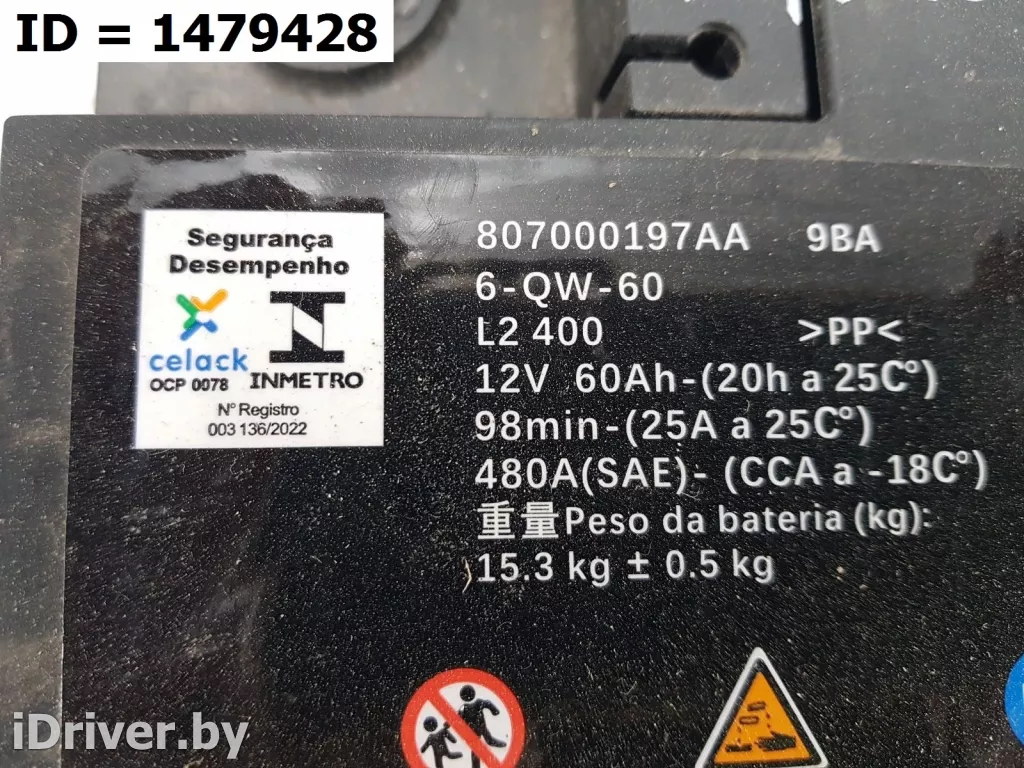 ID = 1479428
Segurança
Desempenho
celack
OCP 0078
INMETRO
Nº Registro
003 136/2022
807000197AA 9BA
6-QW-60
L2 400 >PP<
12V 60Ah-(20h a 25C°)
98min-(25A a 25C°)
480A(SAE)- (CCA a -18C°)
重量Peso da bateria (kg):
15.3 kg ± 0.5 kg
iDriver.by